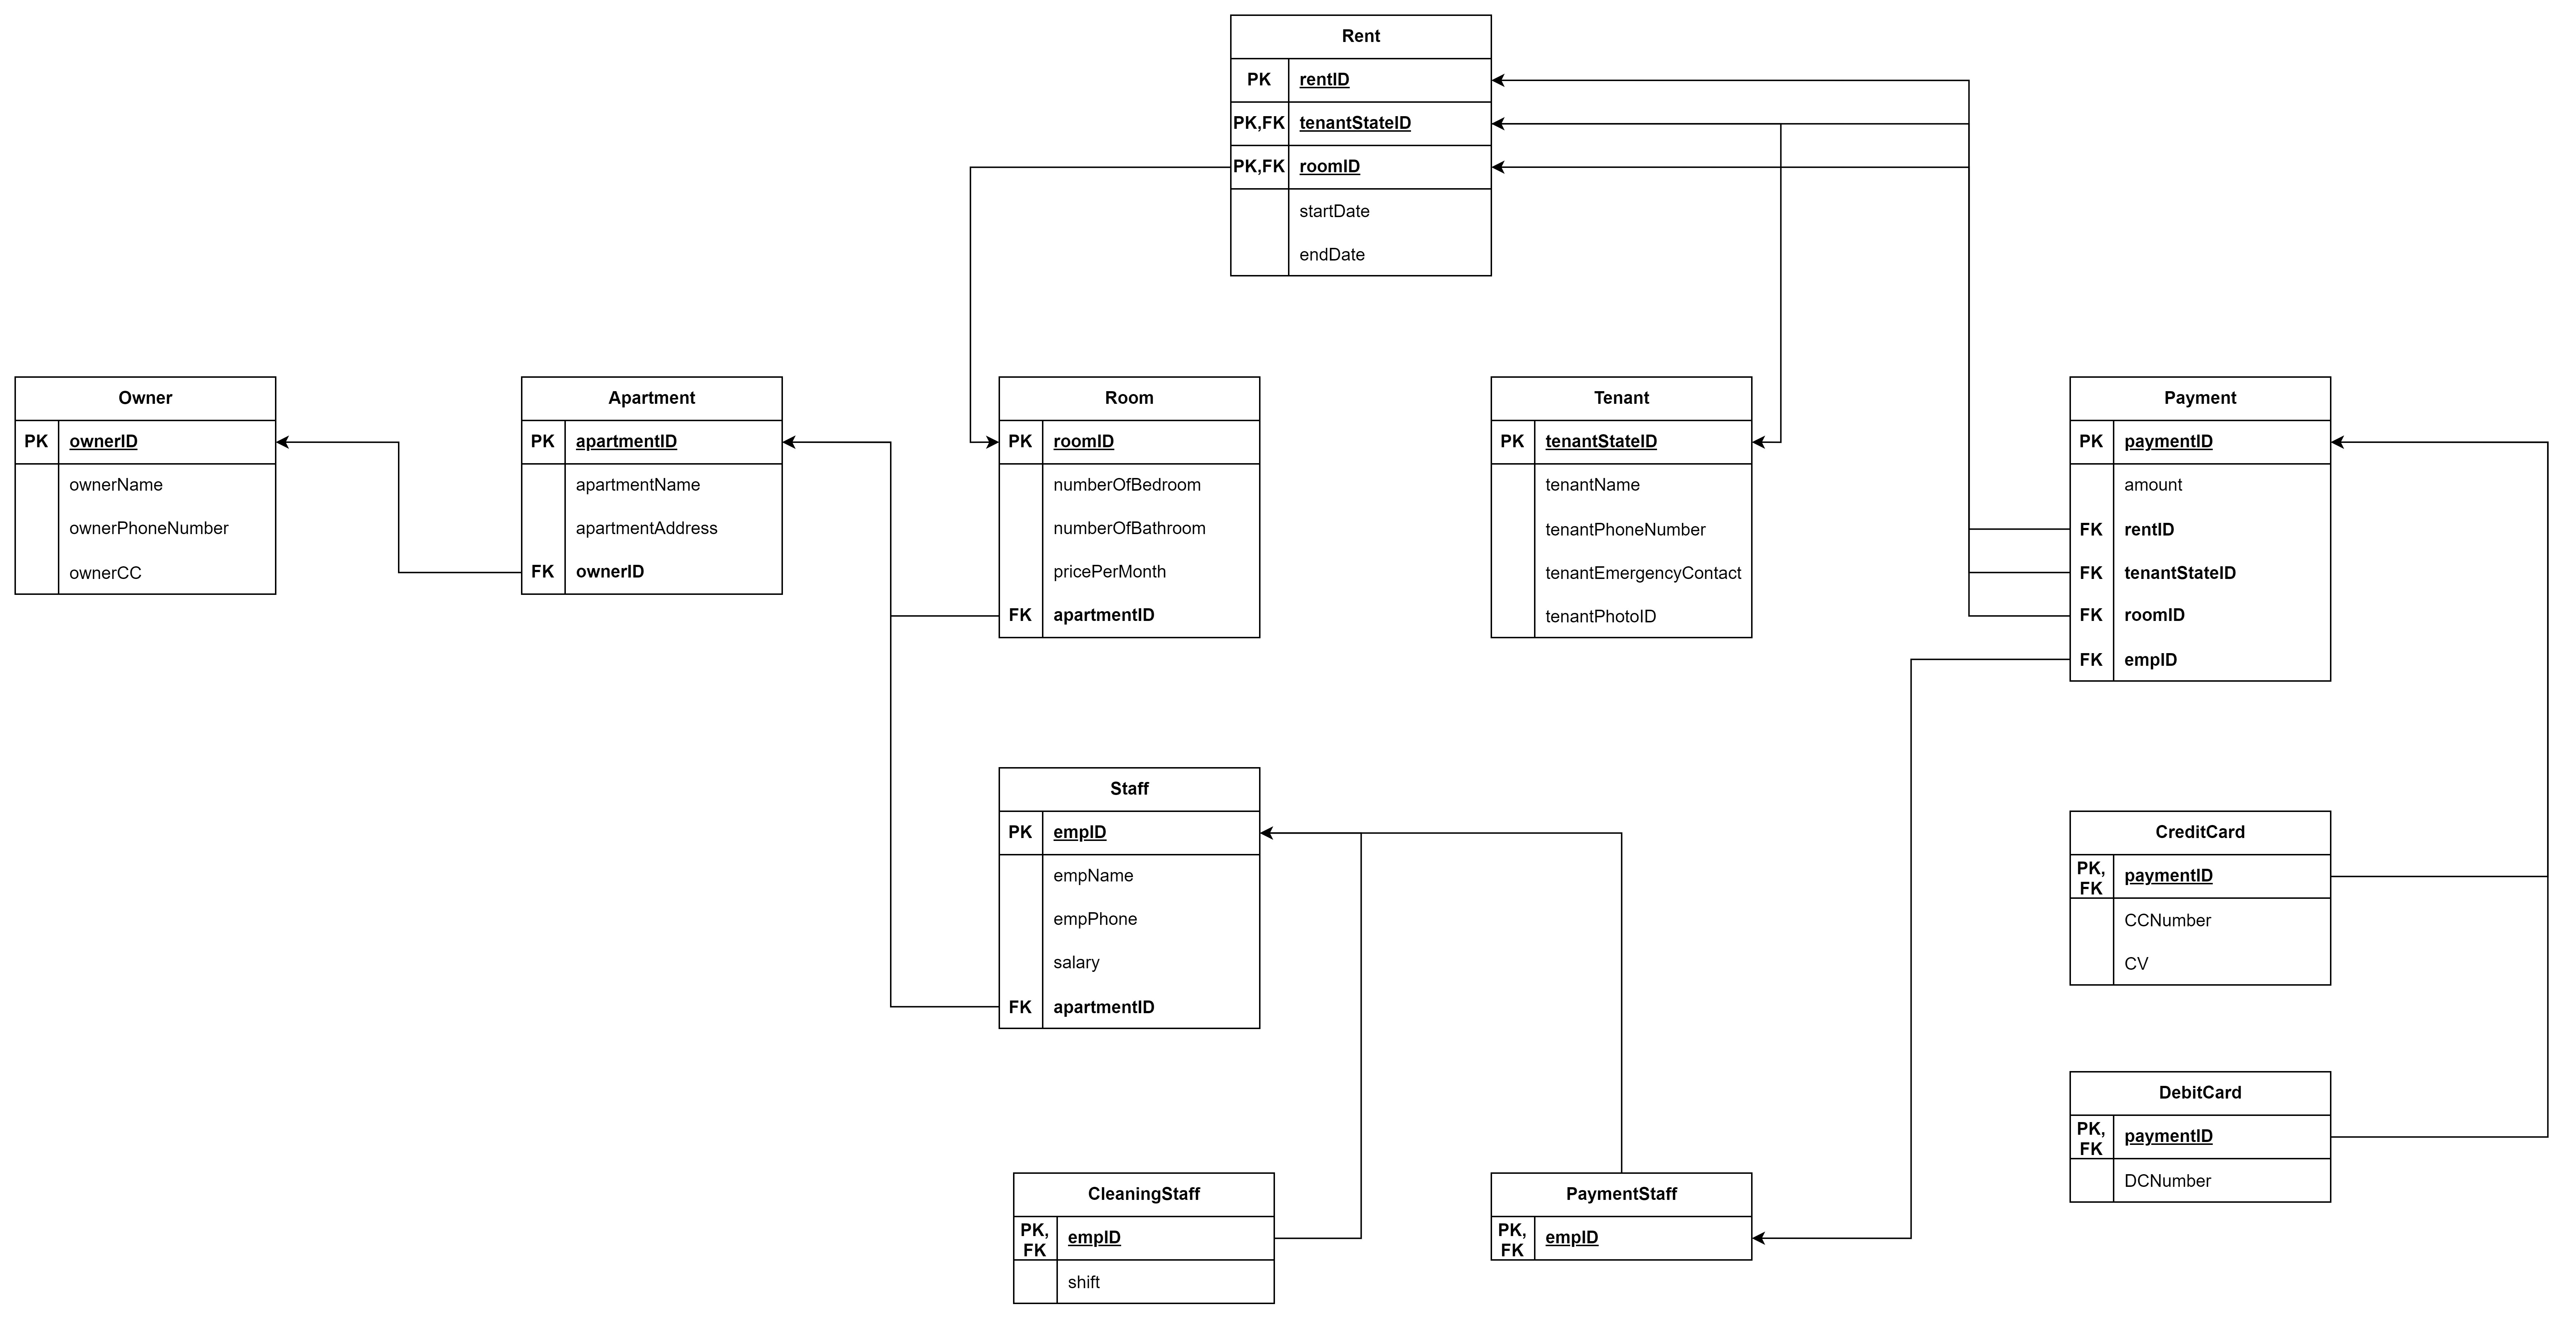 Rent
PK rentID
PK,FK tenantStateID
PK,FK roomID
startDate
endDate
Owner
PK ownerID
ownerName
ownerPhoneNumber
ownerCC
Apartment
PK apartmentID
apartmentName
apartmentAddress
FK ownerID
Room
PK roomID
numberOfBedroom
numberOfBathroom
pricePerMonth
FK apartmentID
Tenant
PK tenantStateID
tenantName
tenantPhoneNumber
tenantEmergencyContact
tenantPhotoID
Payment
PK paymentID
amount
FK rentID
FK tenantStateID
FK roomID
FK empID
Staff
PK empID
empName
empPhone
salary
FK apartmentID
CreditCard
PK,
FK paymentID
CCNumber
CV
DebitCard
PK,
FK paymentID
DCNumber
CleaningStaff
PK,
FK empID
shift
PaymentStaff
PK,
FK empID